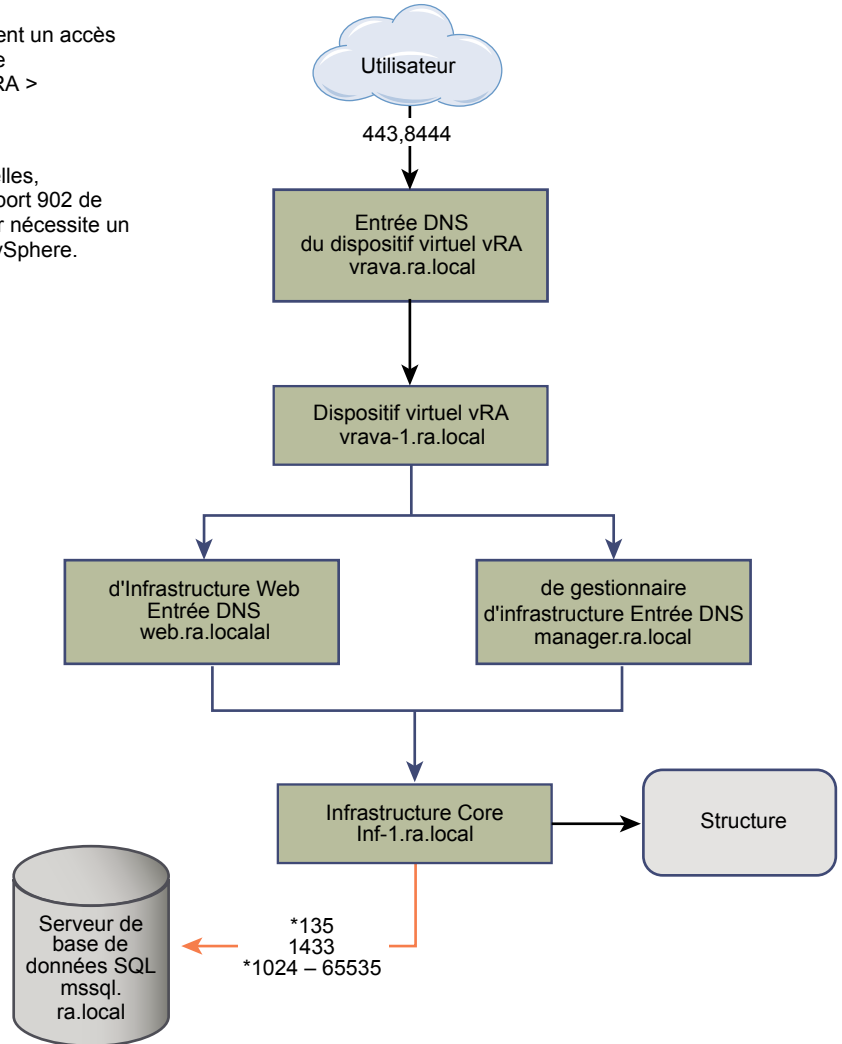 ent un accès
e
RA >
elles,
port 902 de
r nécessite un
vSphere.
Utilisateur
443,8444
Entrée DNS
du dispositif virtuel vRA
vrava.ra.local
Dispositif virtuel vRA
vrava-1.ra.local
d'Infrastructure Web
Entrée DNS
web.ra.localal
de gestionnaire
d'infrastructure Entrée DNS
manager.ra.local
Infrastructure Core
Inf-1.ra.local
Structure
Serveur de
base de
données SQL
mssql.
ra.local
*135
1433
*1024 – 65535